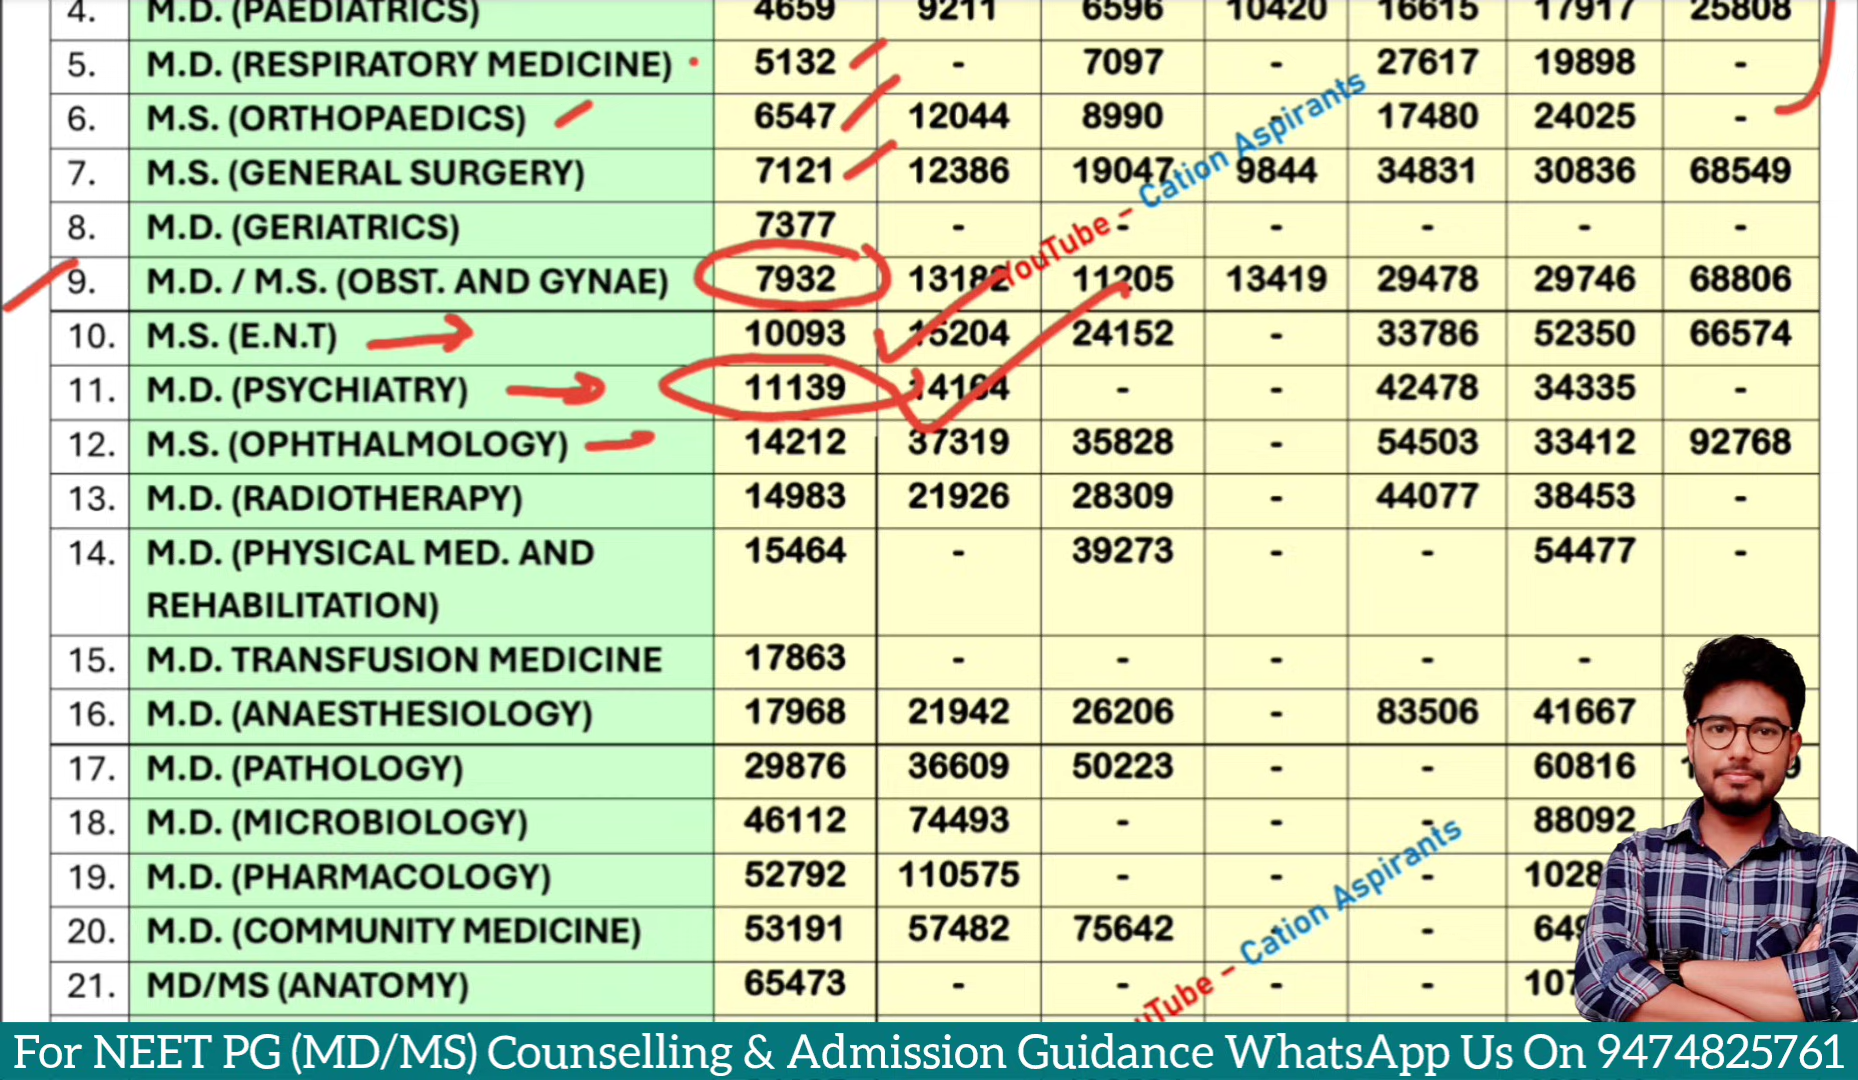 4. M.D. (PAEDIATRICS) 4659 9211 6596 10420 16615 17917 25808
5. M.D. (RESPIRATORY MEDICINE) 5132 - 7097 - 27617 19898 -
6. M.S. (ORTHOPAEDICS) 6547 12044 8990 - 17480 24025 -
7. M.S. (GENERAL SURGERY) 7121 12386 19047 9844 34831 30836 68549
8. M.D. (GERIATRICS) 7377 - - - - - -
9. M.D. / M.S. (OBST. AND GYNAE) 7932 13182 11205 13419 29478 29746 68806
10. M.S. (E.N.T) 10093 15204 24152 - 33786 52350 66574
11. M.D. (PSYCHIATRY) 11139 14164 - - 42478 34335 -
12. M.S. (OPHTHALMOLOGY) 14212 37319 35828 - 54503 33412 92768
13. M.D. (RADIOTHERAPY) 14983 21926 28309 - 44077 38453 -
14. M.D. (PHYSICAL MED. AND 15464 - 39273 - - 54477 -
REHABILITATION)
15. M.D. TRANSFUSION MEDICINE 17863 - - - - -
16. M.D. (ANAESTHESIOLOGY) 17968 21942 26206 - 83506 41667
17. M.D. (PATHOLOGY) 29876 36609 50223 - - 60816
18. M.D. (MICROBIOLOGY) 46112 74493 - - - 88092
19. M.D. (PHARMACOLOGY) 52792 110575 - - -
20. M.D. (COMMUNITY MEDICINE) 53191 57482 75642 - -
21. MD/MS (ANATOMY) 65473 - - - -
YouTube - Cation Aspirants
Cation Aspirants
For NEET PG (MD/MS) Counselling & Admission Guidance WhatsApp Us On 9474825761